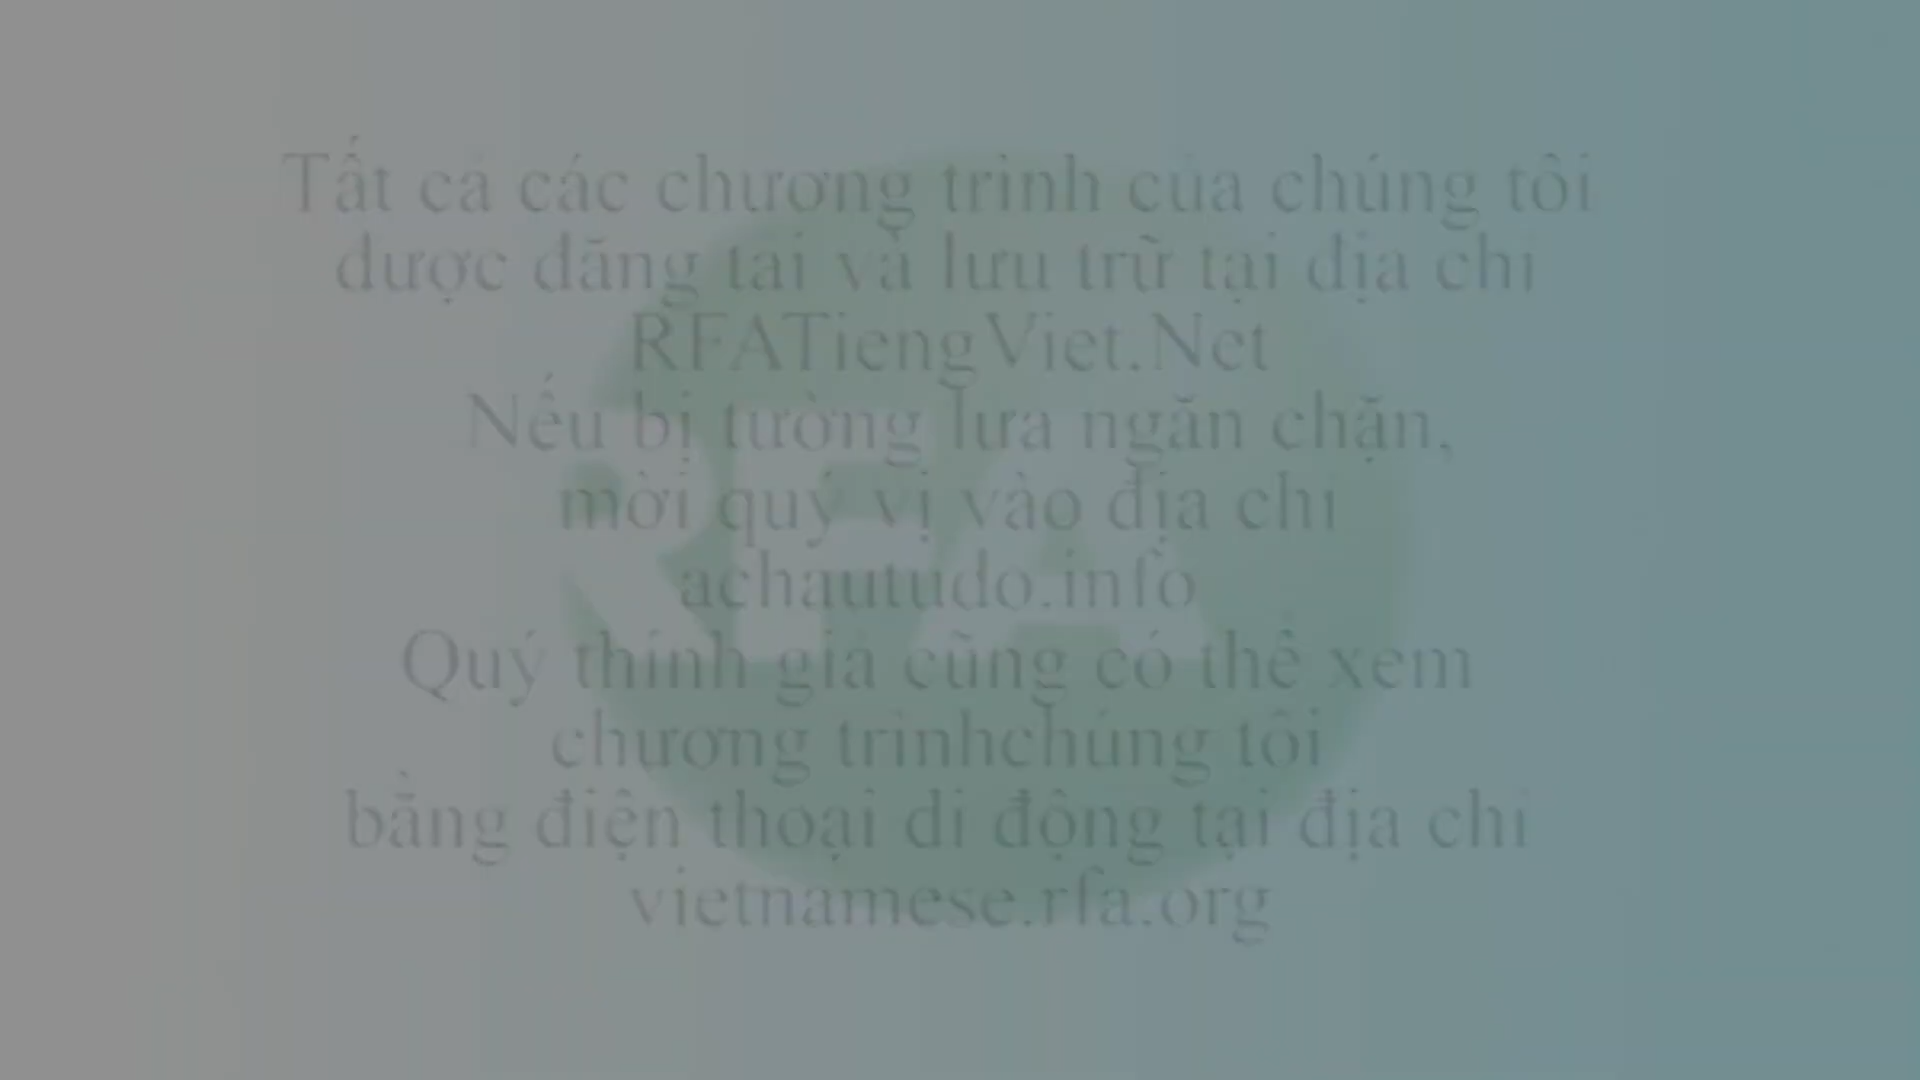 Tất cả các chương trình của chúng tôi
được đăng tải và lưu trữ tại địa chỉ
RFATiengViet.Net
Nếu bị tường lửa ngăn chặn,
mời quý vị vào địa chỉ
achautudo.info
Quý thính giả cũng có thể xem
chương trìnhchúng tôi
bằng điện thoại di động tại địa chỉ
vietnamese.rfa.org
RFA